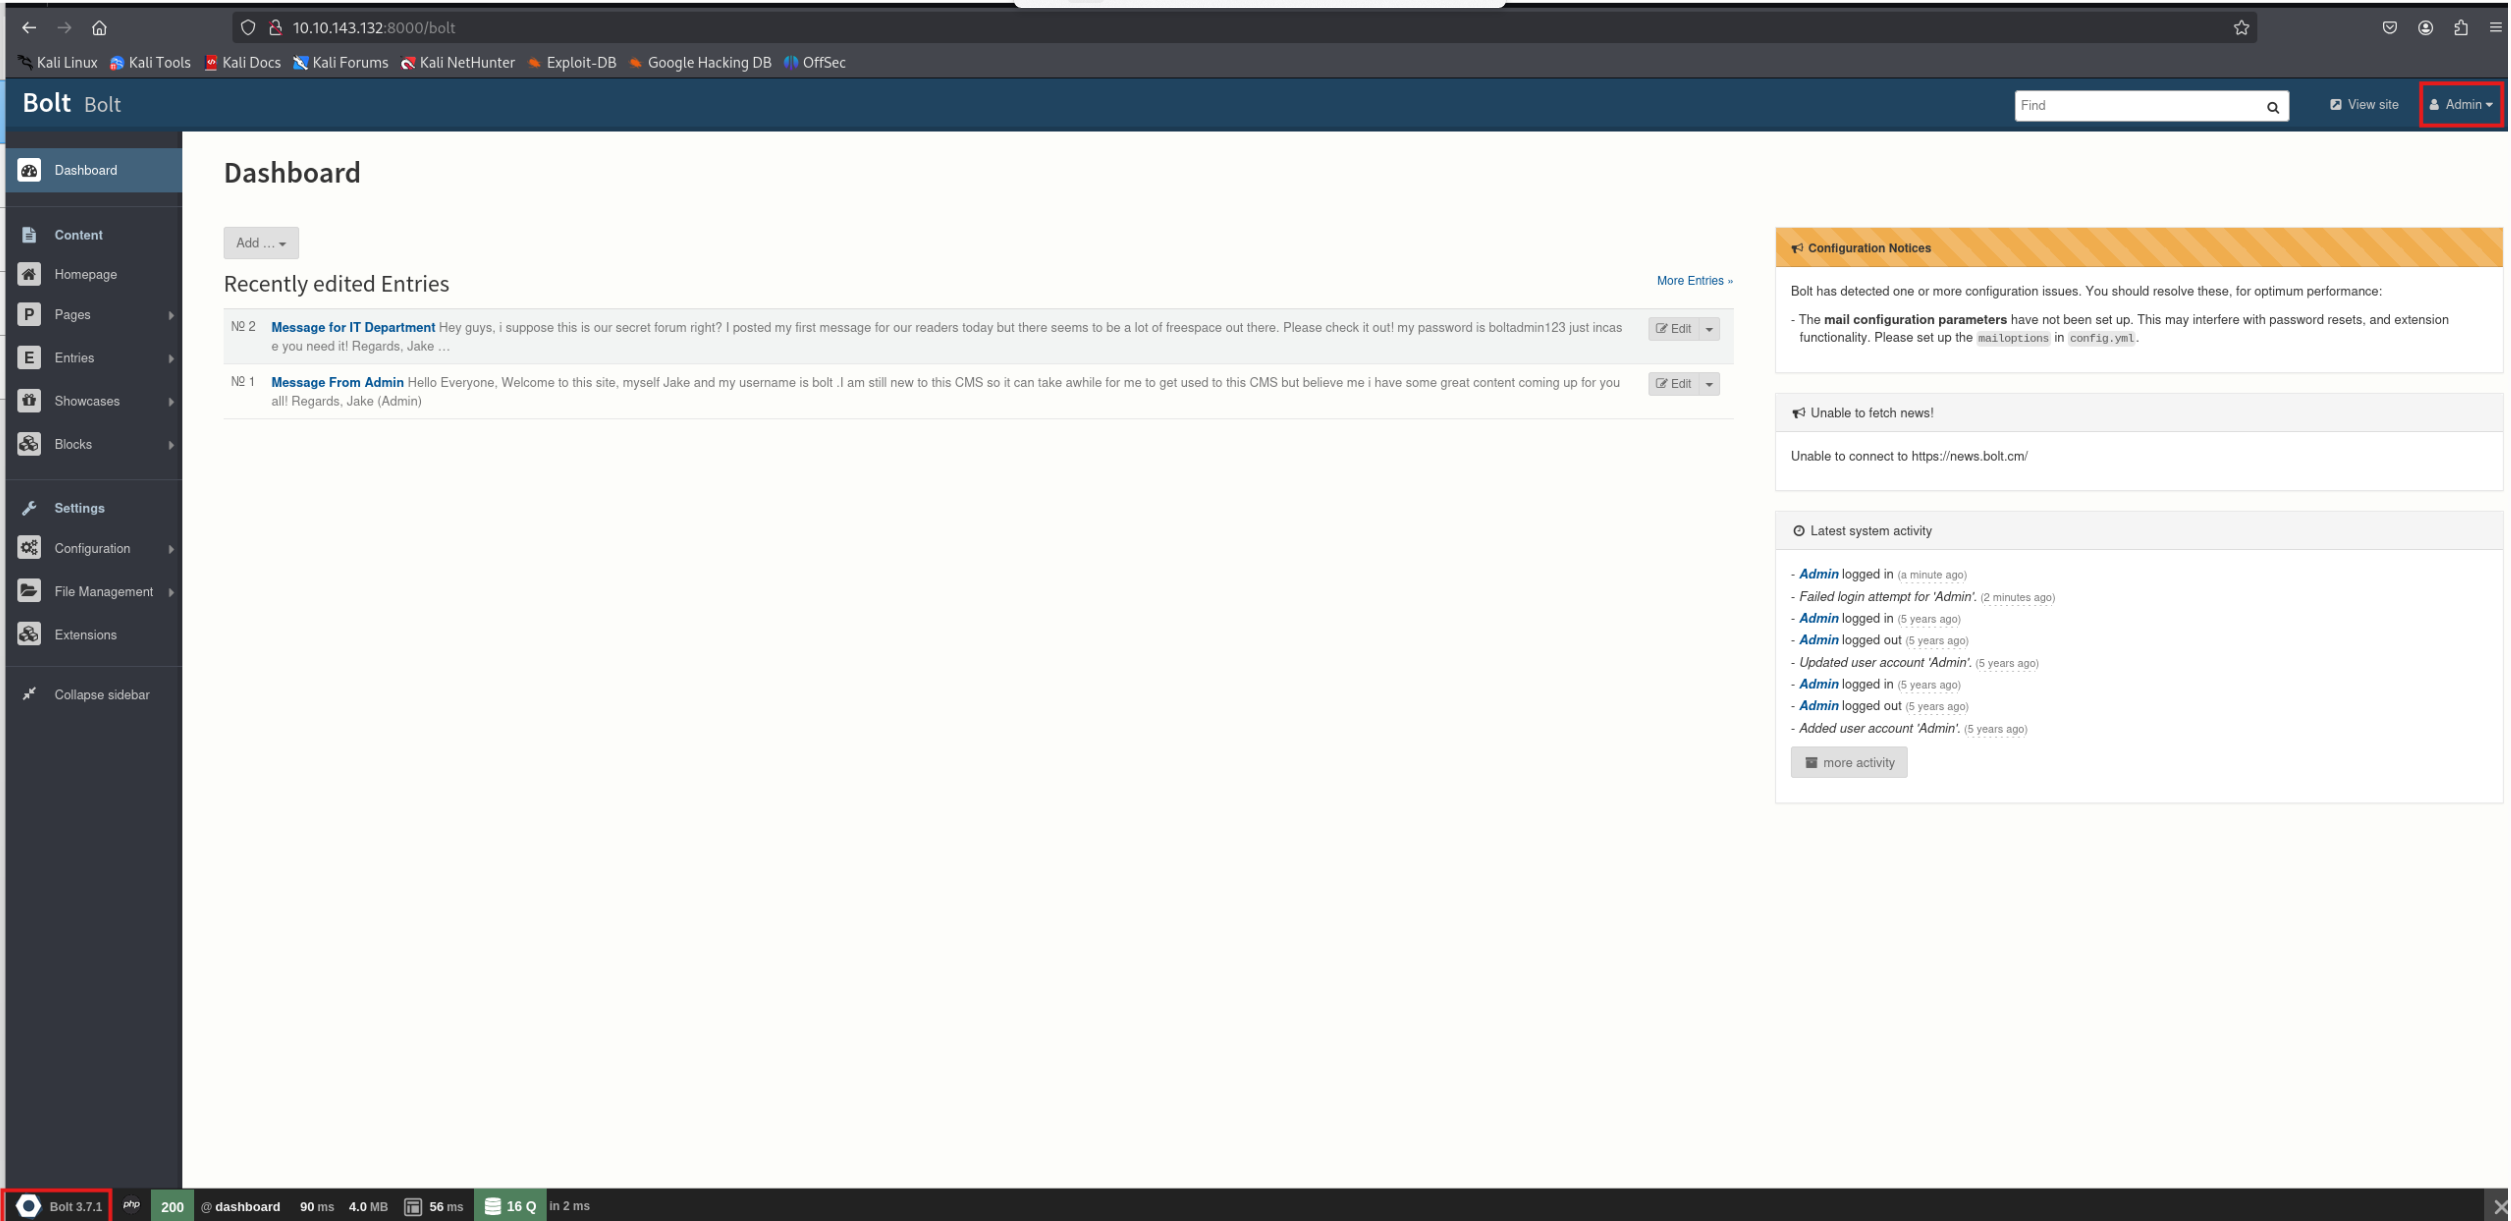 10.10.143.132:8000/bolt
Kali Linux Kali Tools Kali Docs Kali Forums Kali NetHunter Exploit-DB Google Hacking DB OffSec
Bolt Bolt
Find
View site
Admin
Dashboard
Content
Homepage
P Pages
E Entries
Showcases
Blocks
Settings
Configuration
File Management
Extensions
Collapse sidebar
Dashboard
Add ...
Recently edited Entries
More Entries »
№ 2 Message for IT Department Hey guys, i suppose this is our secret forum right? I posted my first message for our readers today but there seems to be a lot of freespace out there. Please check it out! my password is boltadmin123 just incas
e you need it! Regards, Jake …
Edit
№ 1 Message From Admin Hello Everyone, Welcome to this site, myself Jake and my username is bolt .I am still new to this CMS so it can take awhile for me to get used to this CMS but believe me i have some great content coming up for you
all! Regards, Jake (Admin)
Edit
Configuration Notices
Bolt has detected one or more configuration issues. You should resolve these, for optimum performance:
- The mail configuration parameters have not been set up. This may interfere with password resets, and extension
functionality. Please set up the mailoptions in config.yml.
Unable to fetch news!
Unable to connect to https://news.bolt.cm/
Latest system activity
- Admin logged in (a minute ago)
- Failed login attempt for 'Admin'. (2 minutes ago)
- Admin logged in (5 years ago)
- Admin logged out (5 years ago)
- Updated user account 'Admin'. (5 years ago)
- Admin logged in (5 years ago)
- Admin logged out (5 years ago)
- Added user account 'Admin'. (5 years ago)
more activity
Bolt 3.7.1 php 200 @ dashboard 90 ms 4.0 MB 56 ms 16 Q in 2 ms